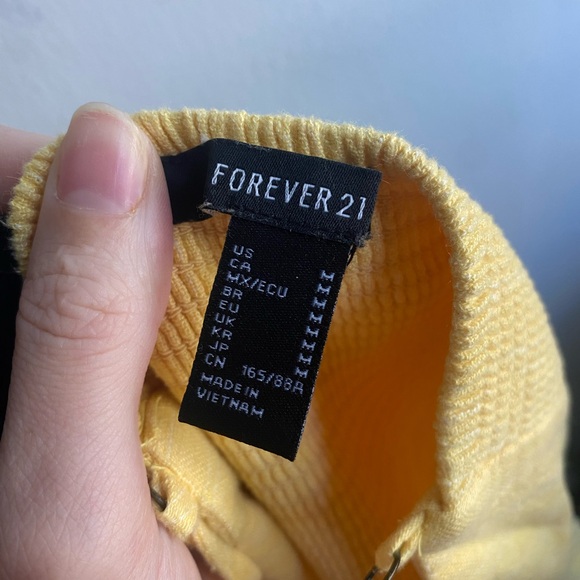 FOREVER 21
US M
CA M
MX/ECU M
BR M
EU M
UK M
KR M
JP M
CN 165/88A
MADE IN
VIETNAM